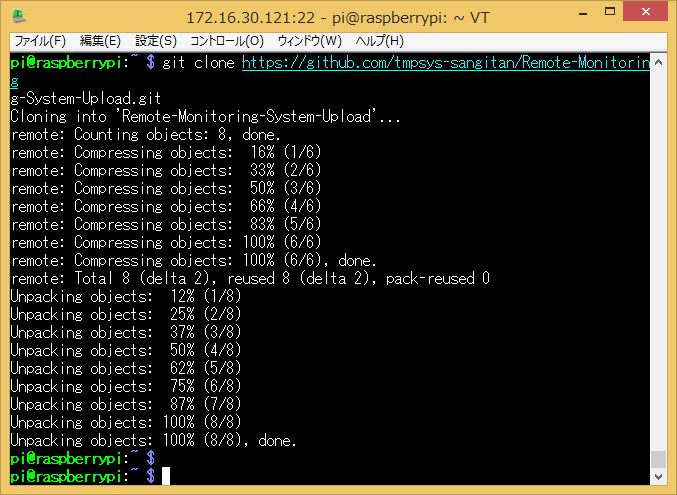 172.16.30.121:22 - pi@raspberrypi: ~ VT
ファイル(F) 編集(E) 設定(S) コントロール(O) ウィンドウ(W) ヘルプ(H)
pi@raspberrypi:~ $ git clone https://github.com/tmpsys-sangitan/Remote-Monitorin
g
g-System-Upload.git
Cloning into 'Remote-Monitoring-System-Upload'...
remote: Counting objects: 8, done.
remote: Compressing objects:  16% (1/6)
remote: Compressing objects:  33% (2/6)
remote: Compressing objects:  50% (3/6)
remote: Compressing objects:  66% (4/6)
remote: Compressing objects:  83% (5/6)
remote: Compressing objects: 100% (6/6)
remote: Compressing objects: 100% (6/6), done.
remote: Total 8 (delta 2), reused 8 (delta 2), pack-reused 0
Unpacking objects:  12% (1/8)
Unpacking objects:  25% (2/8)
Unpacking objects:  37% (3/8)
Unpacking objects:  50% (4/8)
Unpacking objects:  62% (5/8)
Unpacking objects:  75% (6/8)
Unpacking objects:  87% (7/8)
Unpacking objects: 100% (8/8)
Unpacking objects: 100% (8/8), done.
pi@raspberrypi:~ $
pi@raspberrypi:~ $